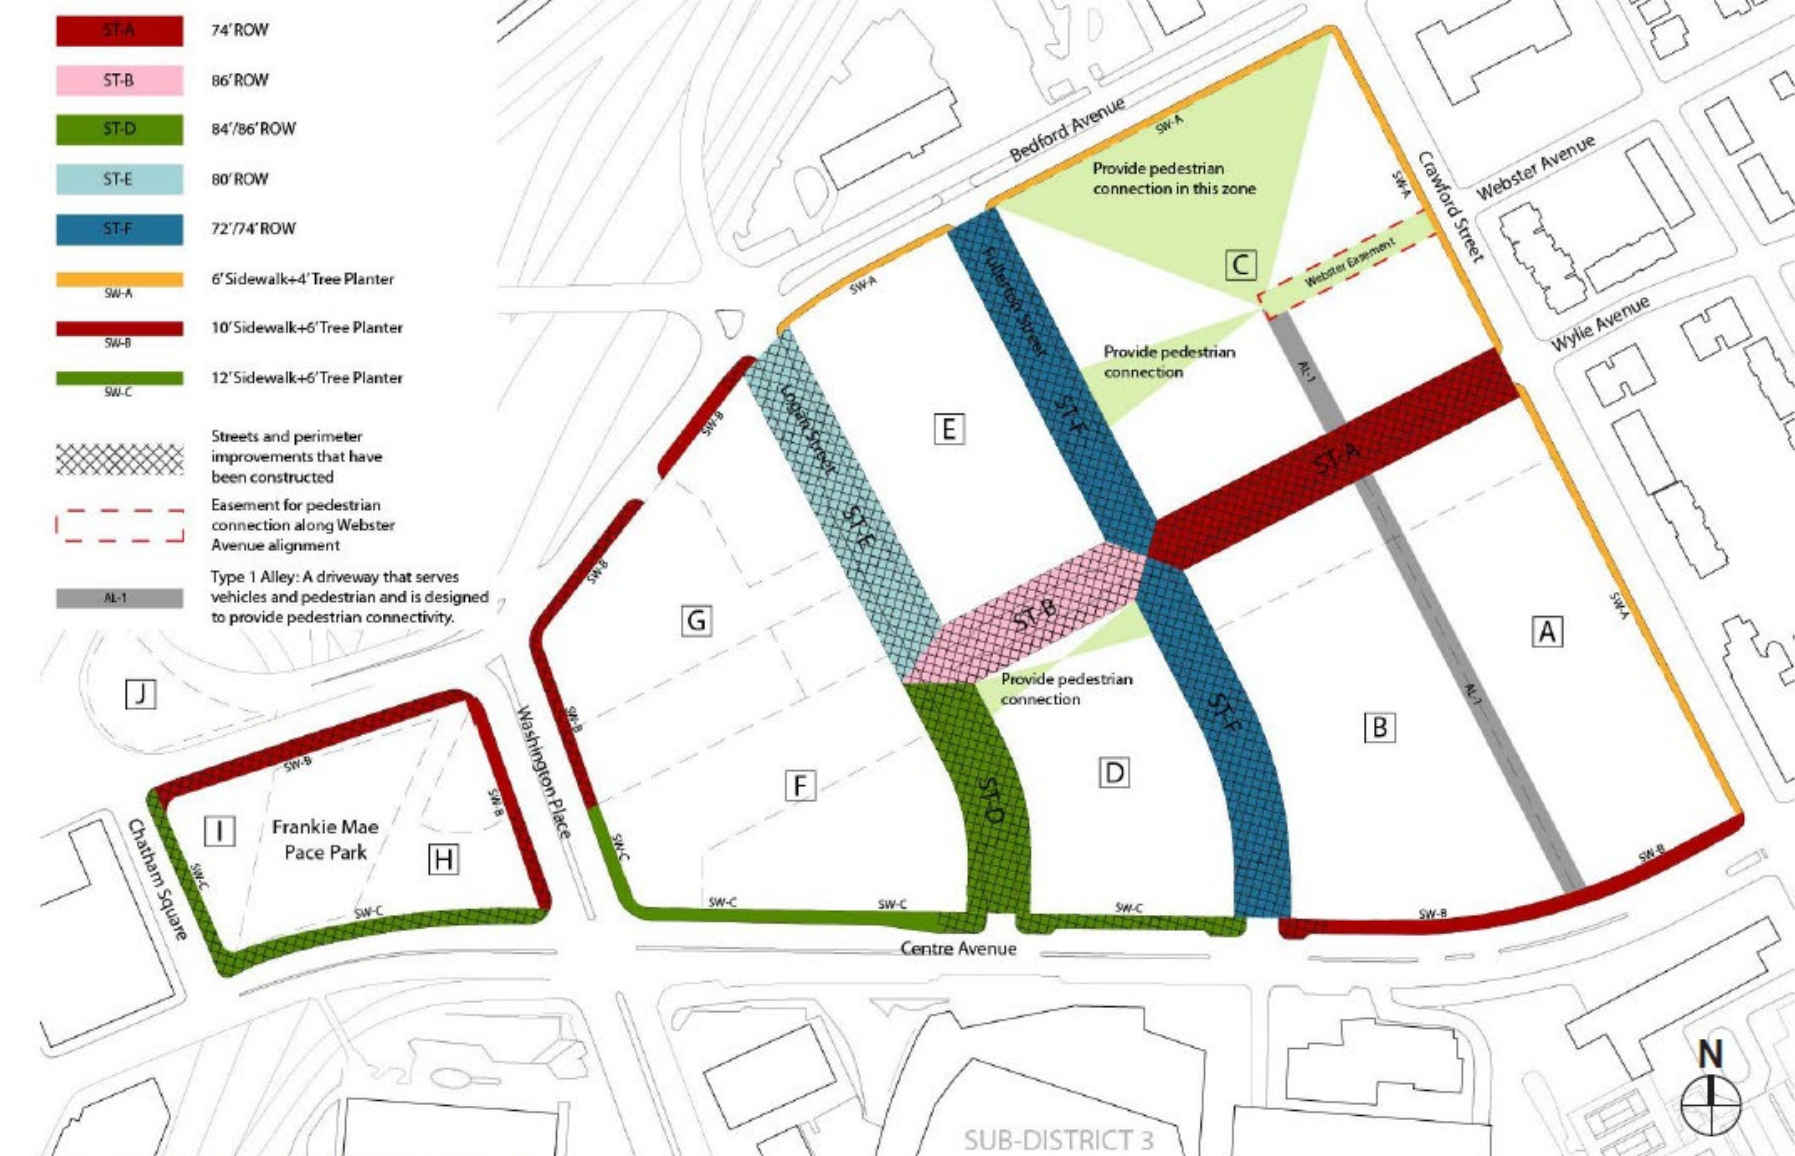 ST-A
74' ROW
ST-B
86' ROW
ST-D
84'/86' ROW
ST-E
80' ROW
ST-F
72'/74' ROW
6' Sidewalk+4' Tree Planter
SW-A
10' Sidewalk+6' Tree Planter
SW-B
12' Sidewalk+6' Tree Planter
SW-C
Streets and perimeter
improvements that have
been constructed
Easement for pedestrian
connection along Webster
Avenue alignment
AL-1
Type 1 Alley: A driveway that serves
vehicles and pedestrian and is designed
to provide pedestrian connectivity.
Bedford Avenue
SW-A
Provide pedestrian
connection in this zone
SW-A
Crawford Street
Webster Avenue
Wylie Avenue
C
Webster Easement
SW-A
Fullerton Street
ST-F
Provide pedestrian
connection
AL-1
ST-A
E
Logan Street
ST-E
SW-B
SW-B
G
ST-B
SW-A
A
J
Provide pedestrian
connection
ST-F
B
AL-1
SW-B
Washington Place
SW-B
SW-B
F
ST-D
D
I
Frankie Mae
Pace Park
H
Chatham Square
SW-C
SW-C
SW-C
SW-C
SW-C
SW-C
SW-B
SW-B
Centre Avenue
N
SUB-DISTRICT 3